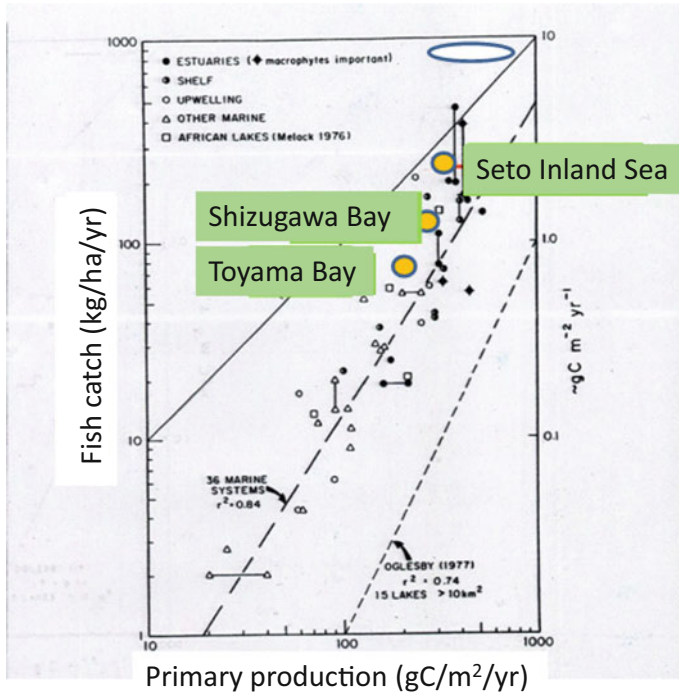 1000
10
● ESTUARIES (✦ macrophytes important)
◑ SHELF
○ UPWELLING
△ OTHER MARINE
□ AFRICAN LAKES (Melack 1976)
Seto Inland Sea
Shizugawa Bay
Toyama Bay
100
1.0
Fish catch (kg/ha/yr)
~gC m⁻² yr⁻¹
10
0.1
36 MARINE
SYSTEMS
r²=0.84
OGLESBY (1977)
r² = 0.74
15 LAKES >10km²
1
10
100
1000
Primary production (gC/m²/yr)